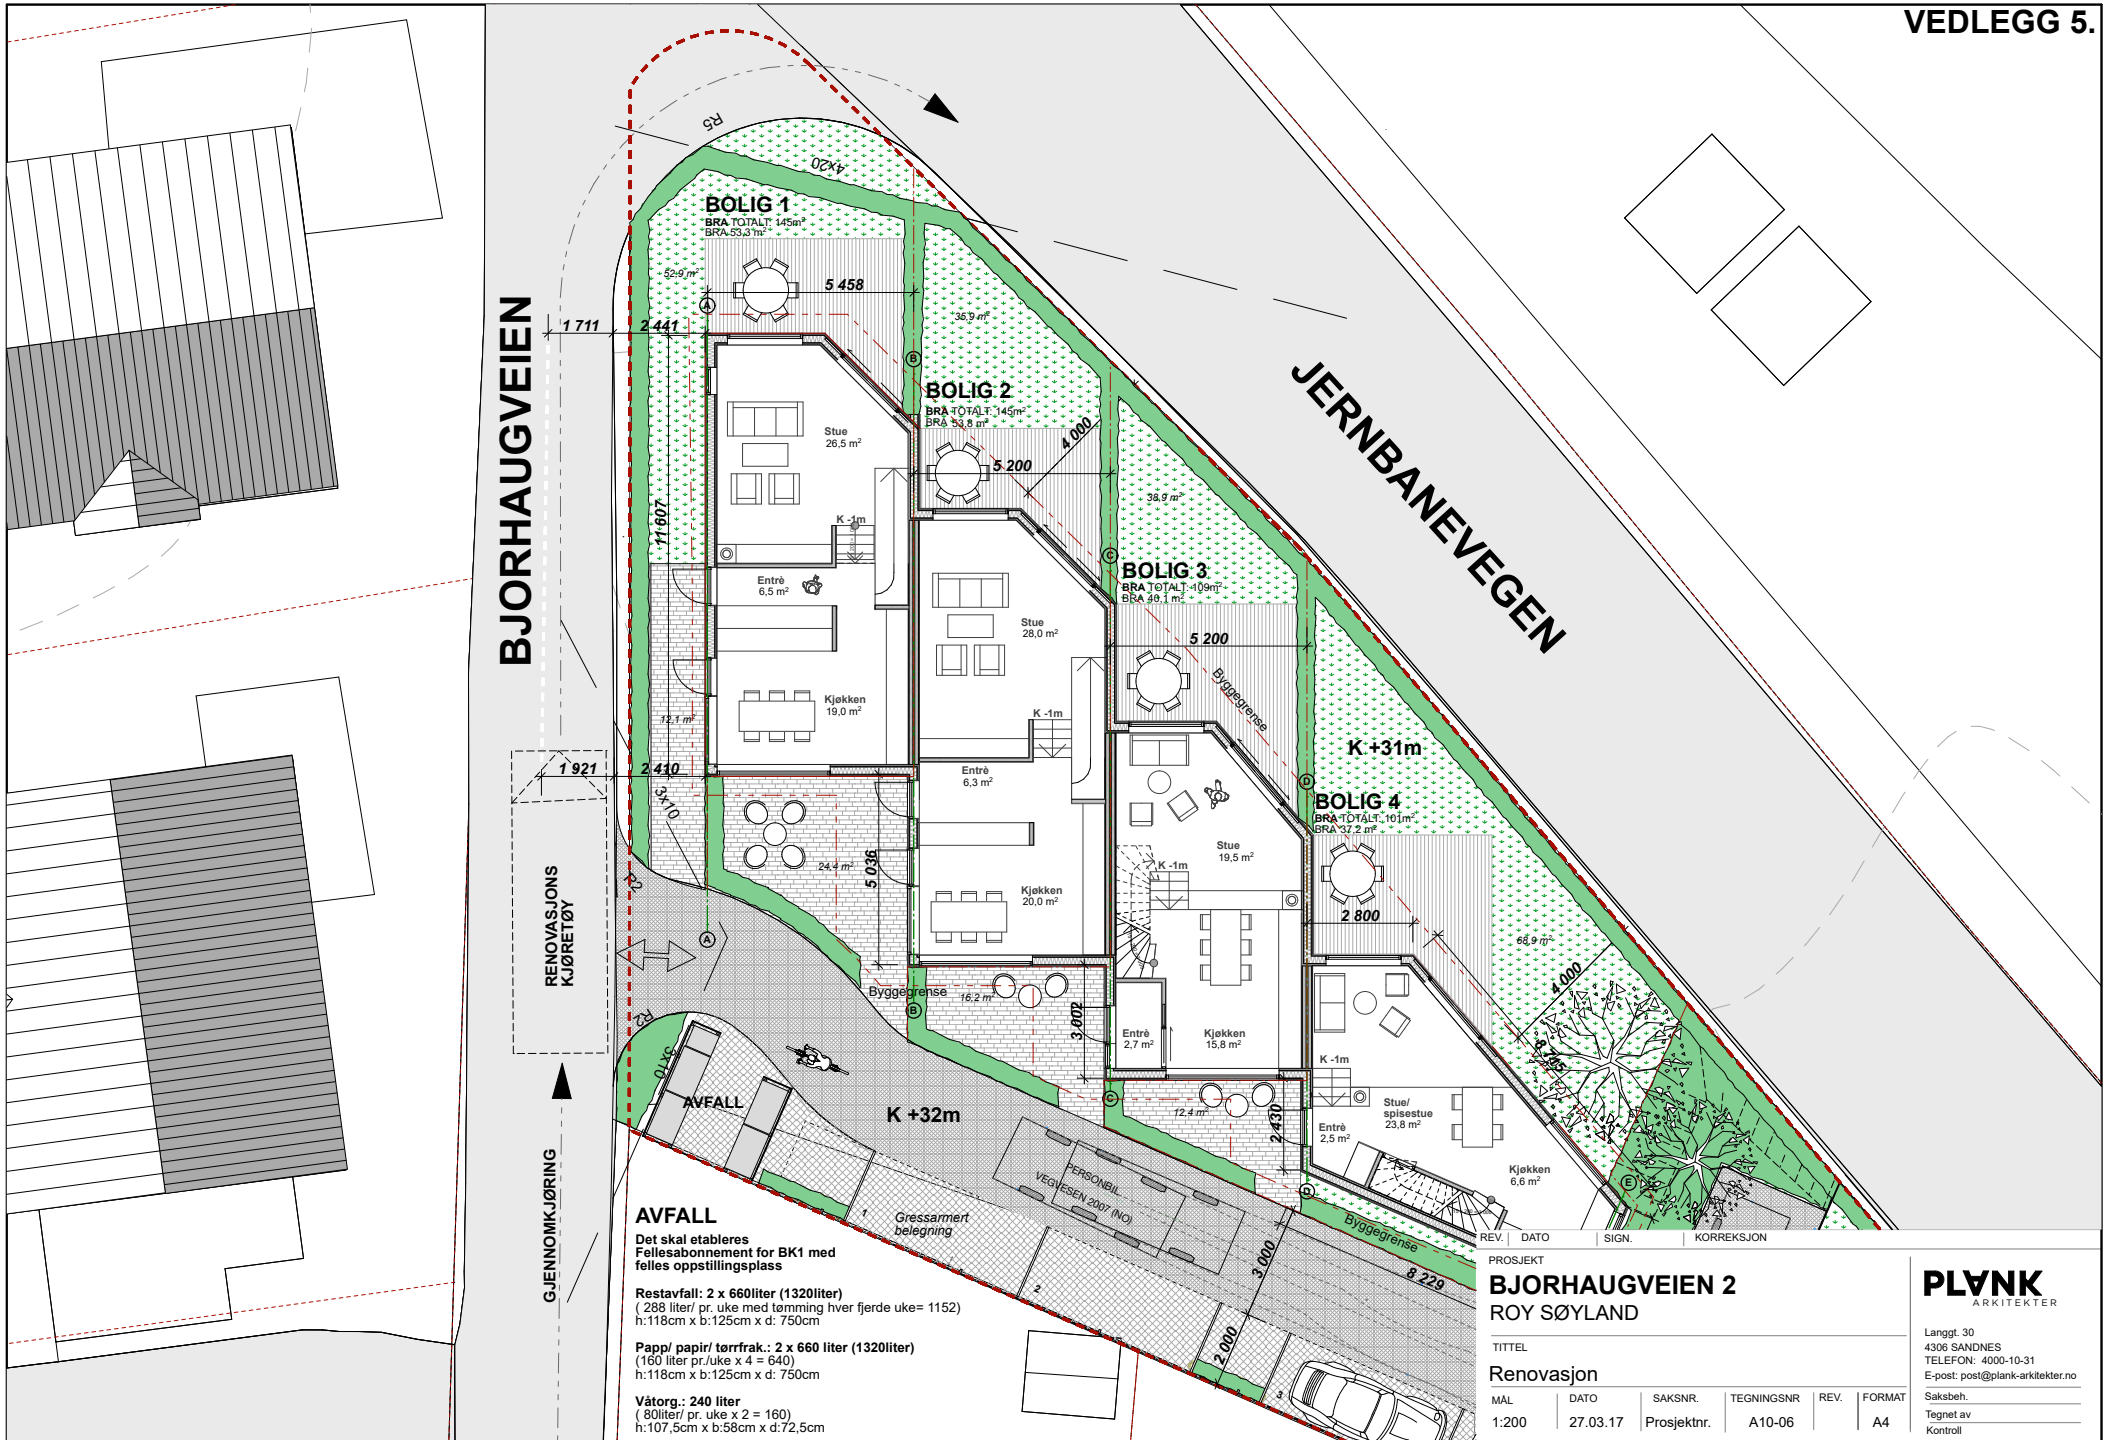 VEDLEGG 5.
R5
4x20
BOLIG 1
BRA TOTALT: 145m²
BRA 53,3 m²
52,9 m²
5 458
A
1 711
2 441
35,9 m²
B
BOLIG 2
BRA TOTALT: 145m²
BRA 53,8 m²
4 000
5 200
Stue
26,5 m²
K -1m
11 607
38,9 m²
C
BOLIG 3
BRA TOTALT: 109m²
BRA 40,1 m²
Entrè
6,5 m²
Stue
28,0 m²
5 200
Byggegrense
BJORHAUGVEIEN
JERNBANEVEGEN
Kjøkken
19,0 m²
12,1 m²
K -1m
K +31m
1 921
2 410
3x10
Entrè
6,3 m²
D
BOLIG 4
BRA TOTALT: 101m²
BRA 37,2 m²
24,4 m²
5 036
Stue
19,5 m²
K -1m
R2
Kjøkken
20,0 m²
2 800
68,9 m²
4 000
RENOVASJONS
KJØRETØY
A
Byggegrense
16,2 m²
B
3 002
Entrè
2,7 m²
Kjøkken
15,8 m²
8 745
R2
3x10
K -1m
AVFALL
K +32m
C
12,4 m²
2 430
Entrè
2,5 m²
Stue/
spisestue
23,8 m²
Kjøkken
6,6 m²
E
D
PERSONBIL
VEGVESEN 2007 (NO)
GJENNOMKJØRING
1
Gressarmert
belegning
Byggegrense
3 000
8 229
2
2 000
3
AVFALL
Det skal etableres
Fellesabonnement for BK1 med
felles oppstillingsplass
Restavfall: 2 x 660liter (1320liter)
( 288 liter/ pr. uke med tømming hver fjerde uke= 1152)
h:118cm x b:125cm x d: 750cm
Papp/ papir/ tørrfrak.: 2 x 660 liter (1320liter)
(160 liter pr./uke x 4 = 640)
h:118cm x b:125cm x d: 750cm
Våtorg.: 240 liter
( 80liter/ pr. uke x 2 = 160)
h:107,5cm x b:58cm x d:72,5cm
REV. DATO SIGN. KORREKSJON
PROSJEKT
BJORHAUGVEIEN 2
ROY SØYLAND
TITTEL
Renovasjon
MÅL DATO SAKSNR. TEGNINGSNR REV. FORMAT
1:200 27.03.17 Prosjektnr. A10-06 A4
PLANK
ARKITEKTER
Langgt. 30
4306 SANDNES
TELEFON: 4000-10-31
E-post: post@plank-arkitekter.no
Saksbeh.
Tegnet av
Kontroll